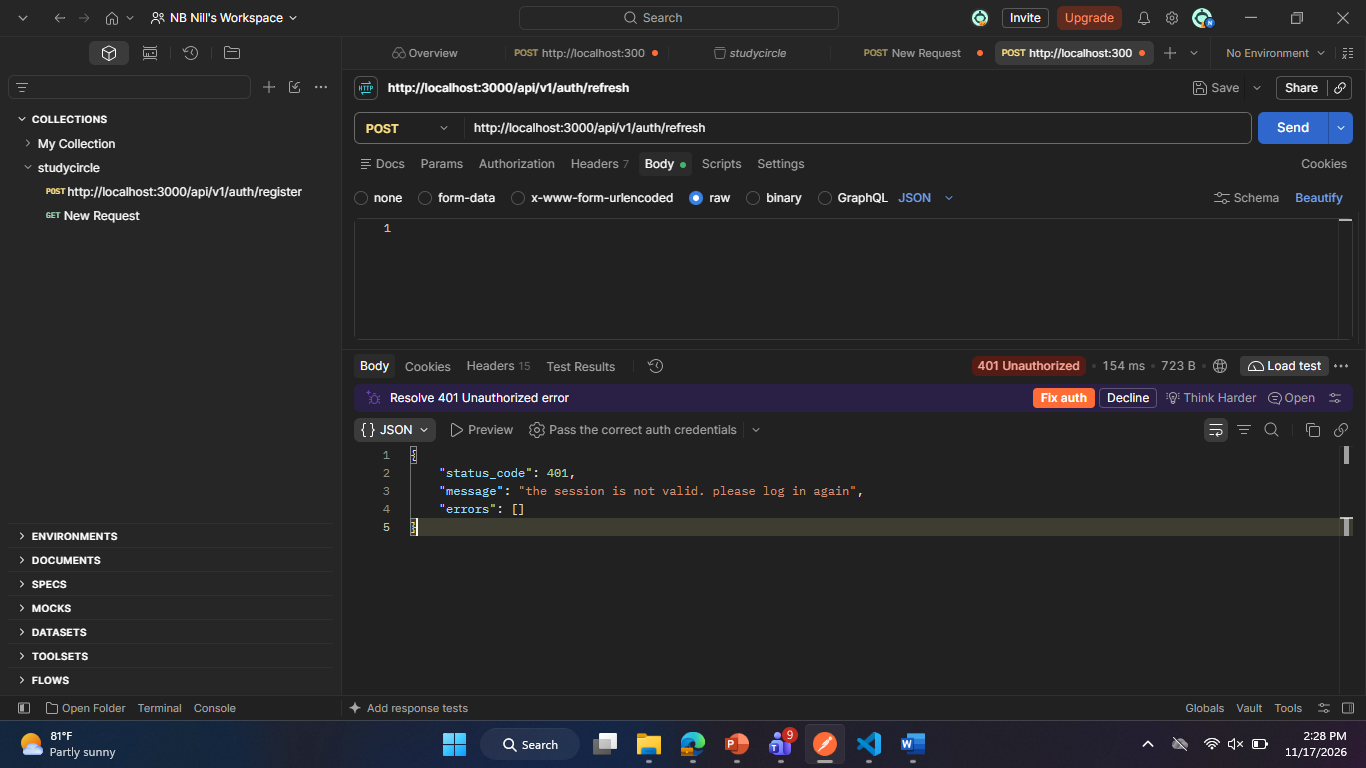 NB Nill's Workspace
Search
Invite
Upgrade
Overview
POST http://localhost:300
studycircle
POST New Request
POST http://localhost:300
No Environment
HTTP
http://localhost:3000/api/v1/auth/refresh
Save
Share
COLLECTIONS
My Collection
studycircle
POST http://localhost:3000/api/v1/auth/register
GET New Request
POST
http://localhost:3000/api/v1/auth/refresh
Send
Docs
Params
Authorization
Headers 7
Body
Scripts
Settings
Cookies
none
form-data
x-www-form-urlencoded
raw
binary
GraphQL
JSON
Schema
Beautify
1
Body
Cookies
Headers 15
Test Results
401 Unauthorized
154 ms
723 B
Load test
Resolve 401 Unauthorized error
Fix auth
Decline
Think Harder
Open
{} JSON
Preview
Pass the correct auth credentials
1 {
2 "status_code": 401,
3 "message": "the session is not valid. please log in again",
4 "errors": []
5 }
ENVIRONMENTS
DOCUMENTS
SPECS
MOCKS
DATASETS
TOOLSETS
FLOWS
Open Folder
Terminal
Console
Add response tests
Globals
Vault
Tools
81°F
Partly sunny
Search
9
2:28 PM
11/17/2026